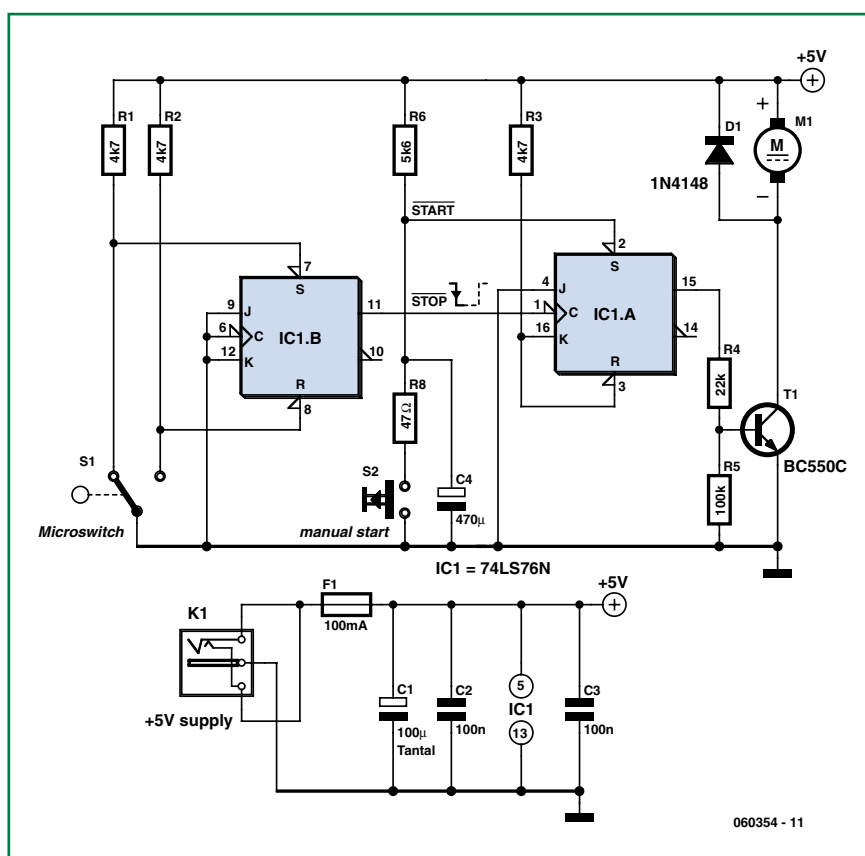 +5V
R1
R2
R6
R3
D1
M1
4k7
4k7
5k6
4k7
+
M
1N4148
−
START
7
2
S
S
9
J
STOP
4
J
15
11
1
6
C
IC1.B
C
IC1.A
12
K
10
16
K
14
R
R
8
3
R4
22k
R8
47Ω
T1
S1
S2
C4
R5
100k
BC550C
Microswitch
manual start
470µ
IC1 = 74LS76N
+5V
K1
F1
100mA
C1
C2
5
C3
IC1
+5V supply
100µ
100n
13
100n
Tantal
060354 - 11